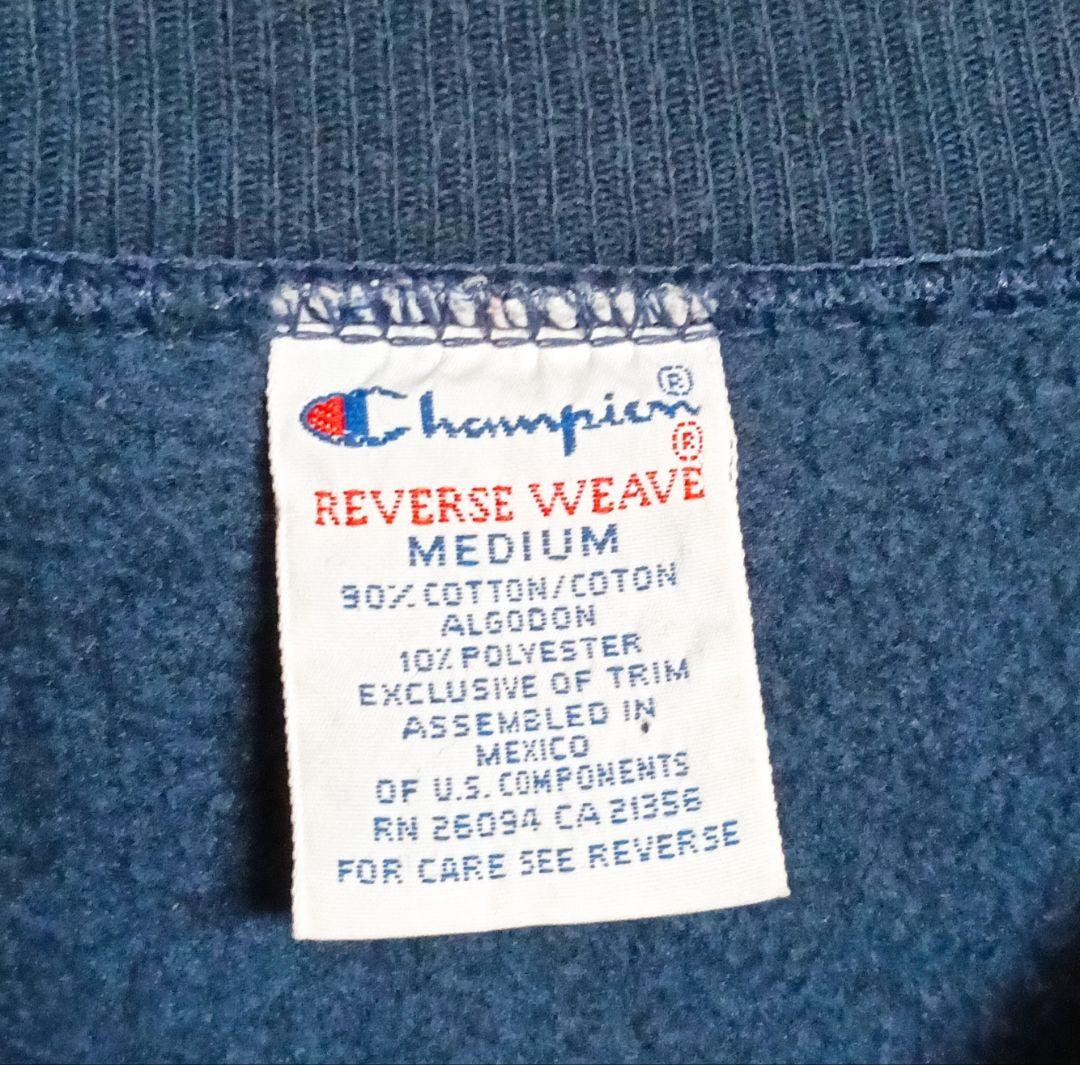 Champion ®
®
REVERSE WEAVE
MEDIUM
90% COTTON/COTON
ALGODON
10% POLYESTER
EXCLUSIVE OF TRIM
ASSEMBLED IN
MEXICO
OF U.S. COMPONENTS
RN 26094 CA 21356
FOR CARE SEE REVERSE